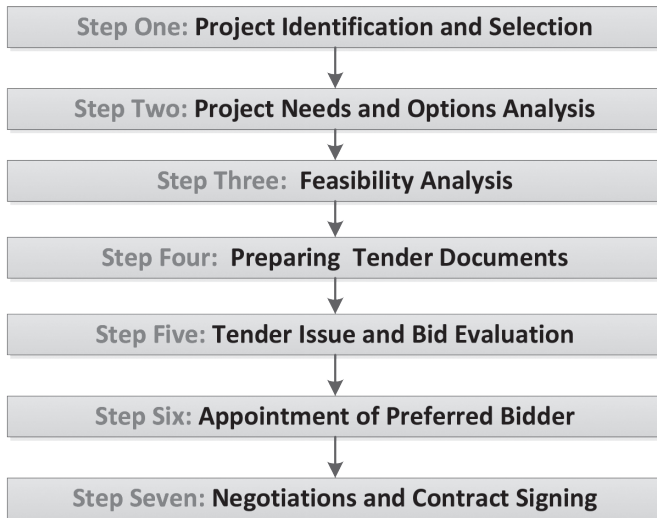 Step One: Project Identification and Selection
Step Two: Project Needs and Options Analysis
Step Three: Feasibility Analysis
Step Four: Preparing Tender Documents
Step Five: Tender Issue and Bid Evaluation
Step Six: Appointment of Preferred Bidder
Step Seven: Negotiations and Contract Signing